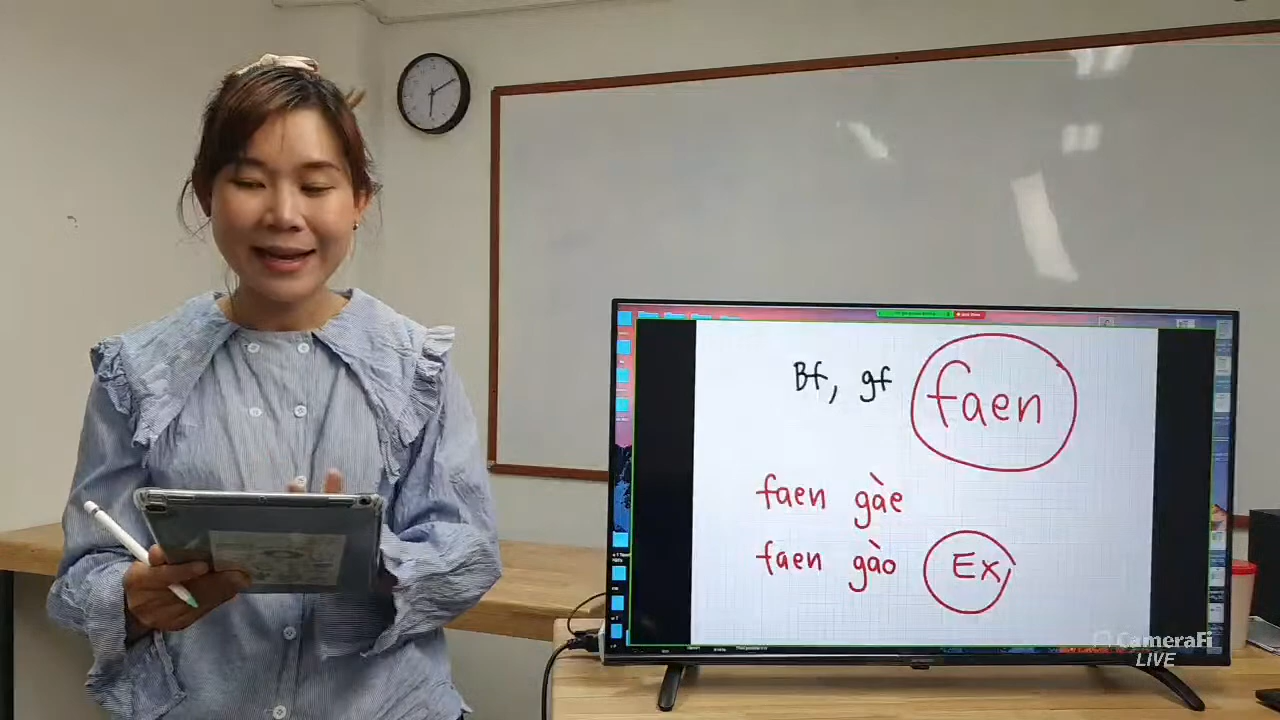 Bf, gf faen
faen gàe
faen gào Ex
CameraFi
LIVE